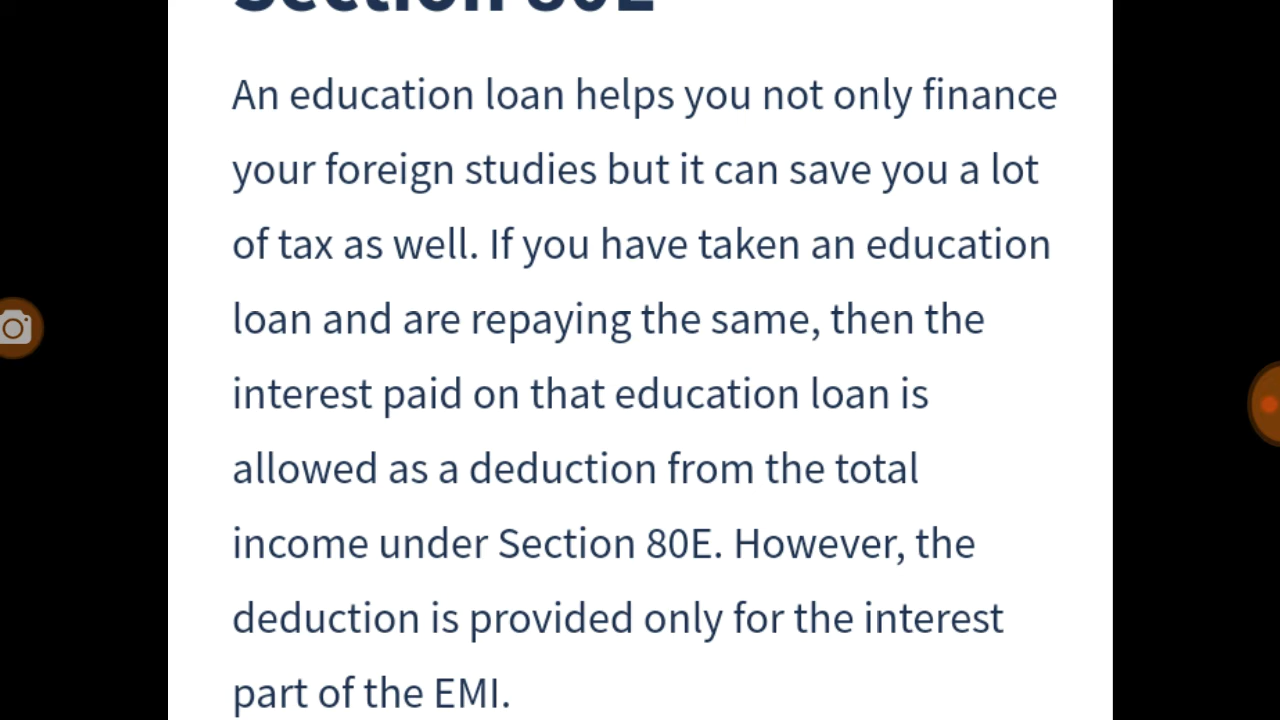 Section 80E
An education loan helps you not only finance
your foreign studies but it can save you a lot
of tax as well. If you have taken an education
loan and are repaying the same, then the
interest paid on that education loan is
allowed as a deduction from the total
income under Section 80E. However, the
deduction is provided only for the interest
part of the EMI.